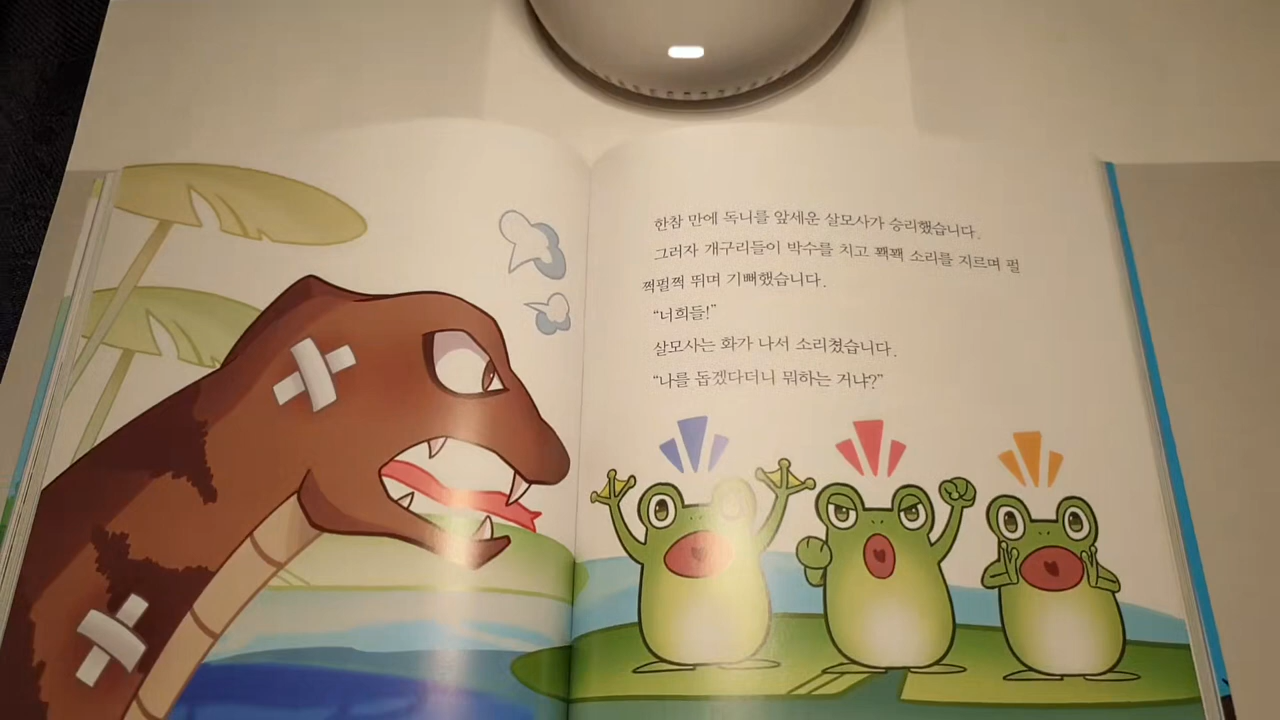 한참 만에 독니를 앞세운 살모사가 승리했습니다.
그러자 개구리들이 박수를 치고 꽥꽥 소리를 지르며 펄
쩍펄쩍 뛰며 기뻐했습니다.
“너희들!”
살모사는 화가 나서 소리쳤습니다.
“나를 돕겠다더니 뭐하는 거냐?”